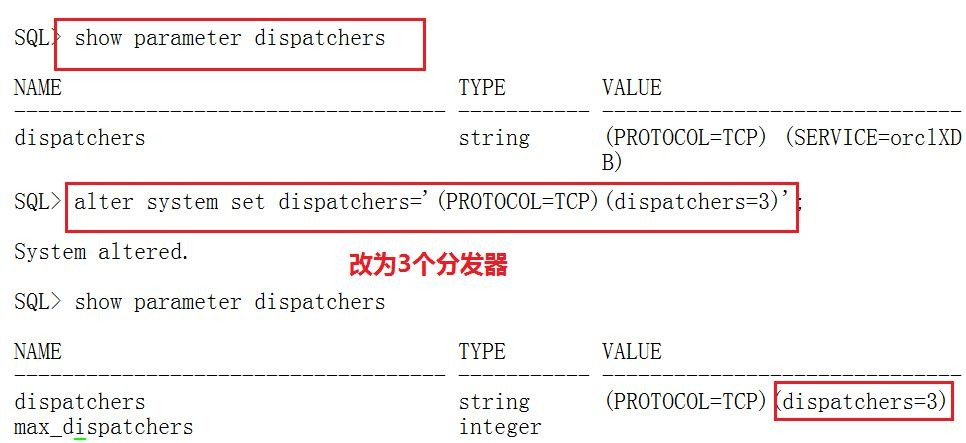 SQL> show parameter dispatchers
NAME TYPE VALUE
------------------------------------ ----------- ------------------------------
dispatchers string (PROTOCOL=TCP) (SERVICE=orclXD
B)
SQL> alter system set dispatchers='(PROTOCOL=TCP)(dispatchers=3)';
System altered.
改为3个分发器
SQL> show parameter dispatchers
NAME TYPE VALUE
------------------------------------ ----------- ------------------------------
dispatchers string (PROTOCOL=TCP)(dispatchers=3)
max_dispatchers integer